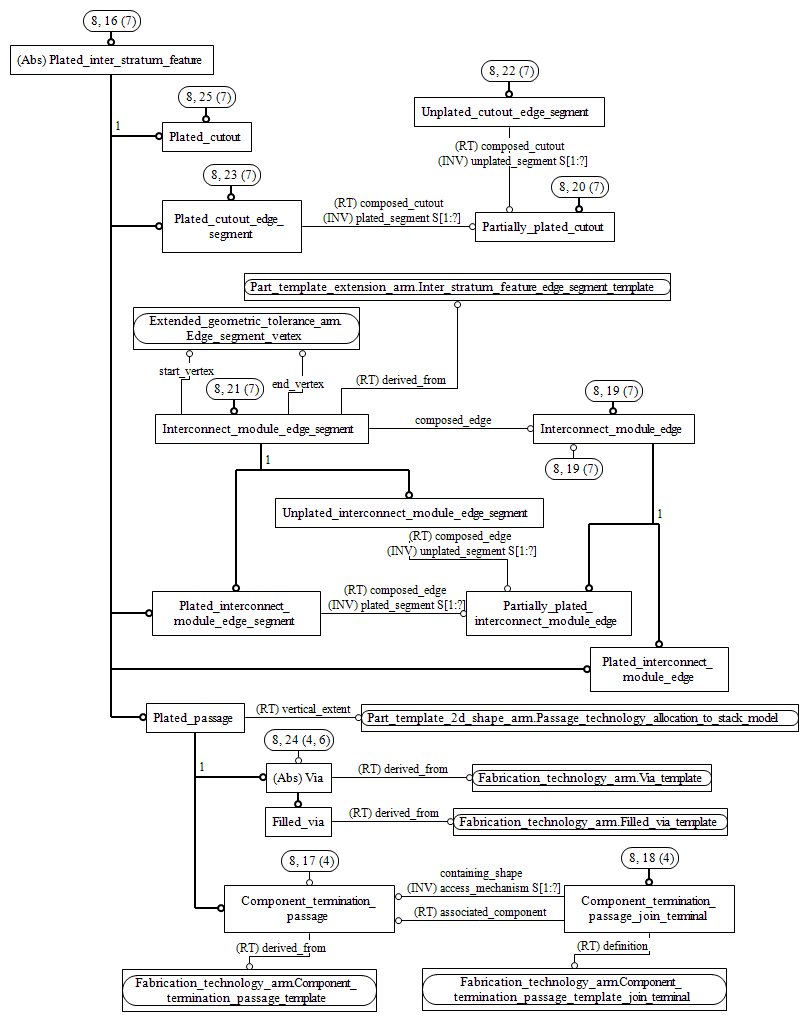 8, 16 (7)
(Abs) Plated_inter_stratum_feature
8, 22 (7)
8, 25 (7)
Unplated_cutout_edge_segment
1
Plated_cutout
(RT) composed_cutout
(INV) unplated_segment S[1:?]
8, 23 (7)
8, 20 (7)
Plated_cutout_edge_
segment
(RT) composed_cutout
(INV) plated_segment S[1:?]
Partially_plated_cutout
Part_template_extension_arm.Inter_stratum_feature_edge_segment_template
Extended_geometric_tolerance_arm.
Edge_segment_vertex
start_vertex
end_vertex
(RT) derived_from
8, 21 (7)
8, 19 (7)
Interconnect_module_edge_segment
composed_edge
Interconnect_module_edge
1
8, 19 (7)
Unplated_interconnect_module_edge_segment
1
(RT) composed_edge
(INV) unplated_segment S[1:?]
Plated_interconnect_
module_edge_segment
(RT) composed_edge
(INV) plated_segment S[1:?]
Partially_plated_
interconnect_module_edge
Plated_interconnect_
module_edge
Plated_passage
(RT) vertical_extent
Part_template_2d_shape_arm.Passage_technology_allocation_to_stack_model
8, 24 (4, 6)
1
(Abs) Via
(RT) derived_from
Fabrication_technology_arm.Via_template
Filled_via
(RT) derived_from
Fabrication_technology_arm.Filled_via_template
8, 17 (4)
8, 18 (4)
Component_termination_
passage
containing_shape
(INV) access_mechanism S[1:?]
(RT) associated_component
Component_termination_
passage_join_terminal
(RT) derived_from
(RT) definition
Fabrication_technology_arm.Component_
termination_passage_template
Fabrication_technology_arm.Component_
termination_passage_template_join_terminal